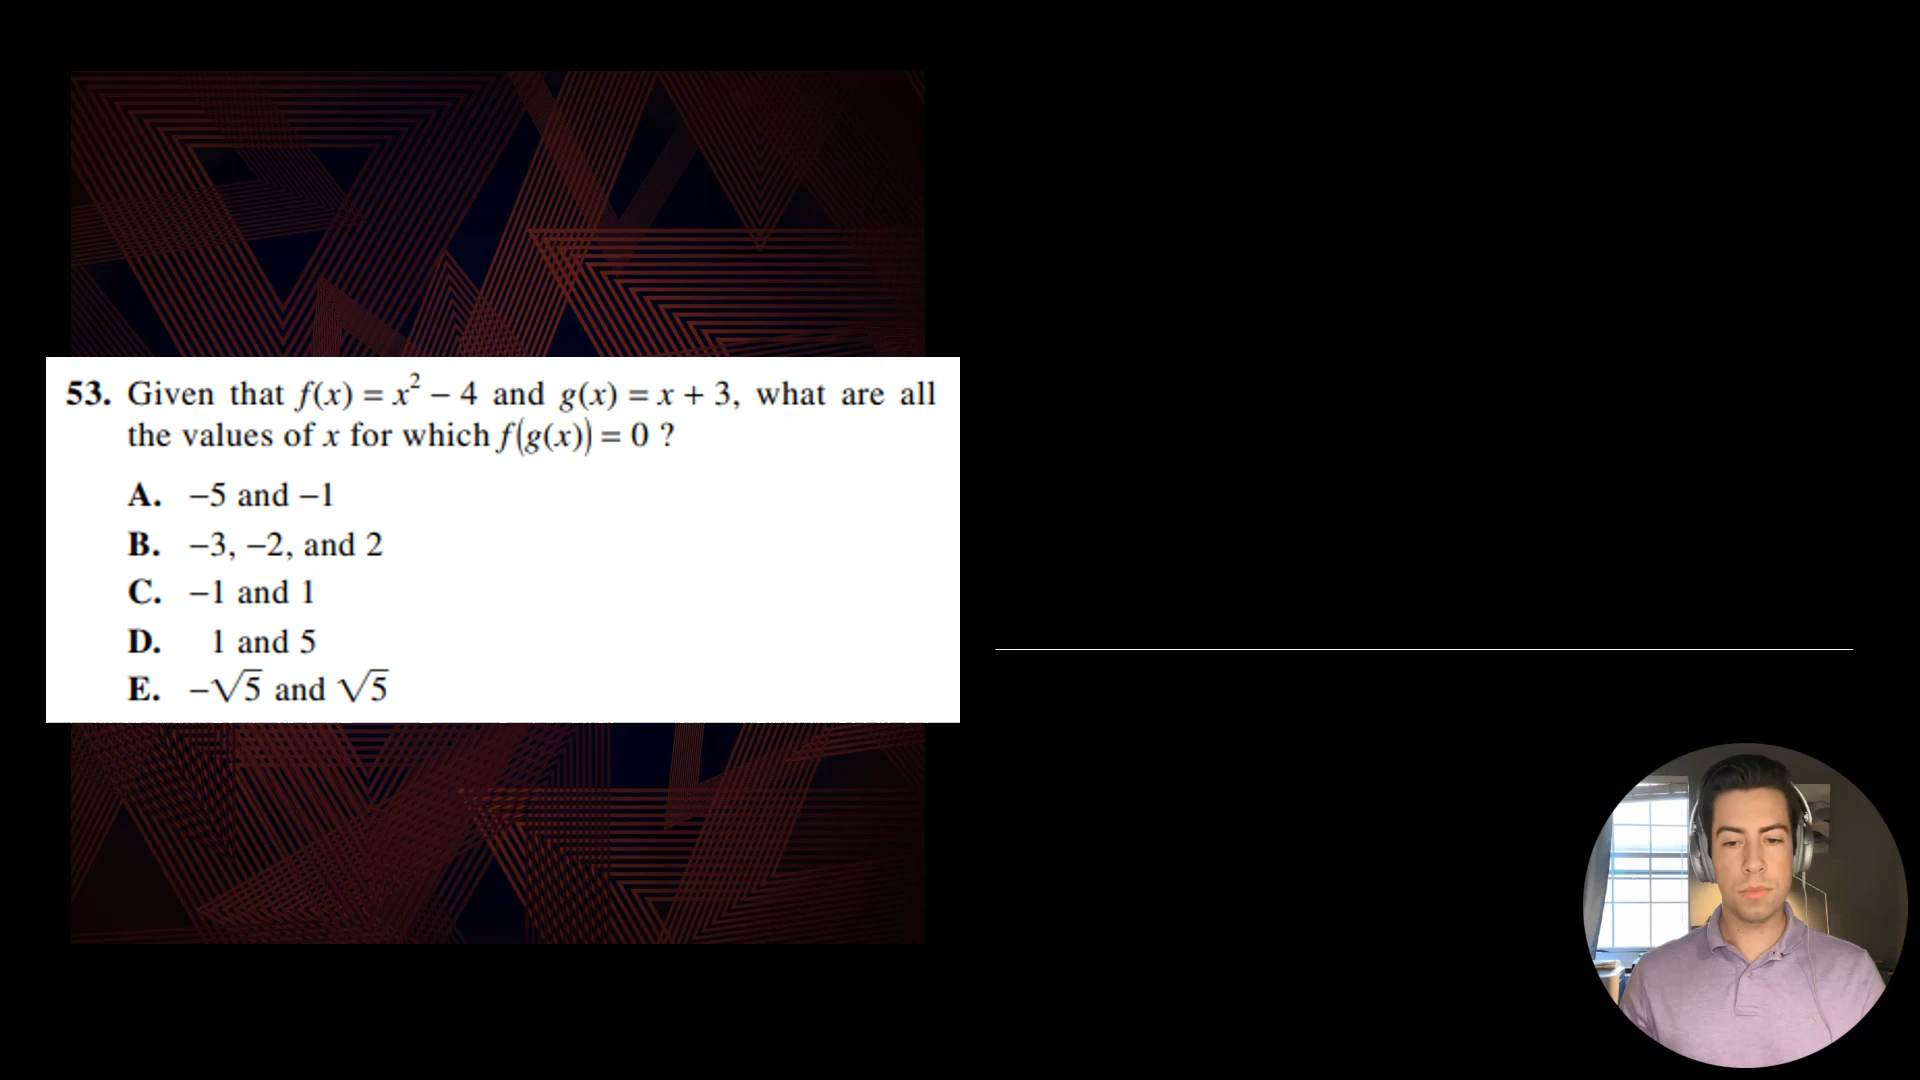 53. Given that f(x) = x² − 4 and g(x) = x + 3, what are all
the values of x for which f(g(x)) = 0 ?
A. −5 and −1
B. −3, −2, and 2
C. −1 and 1
D. 1 and 5
E. −√5 and √5